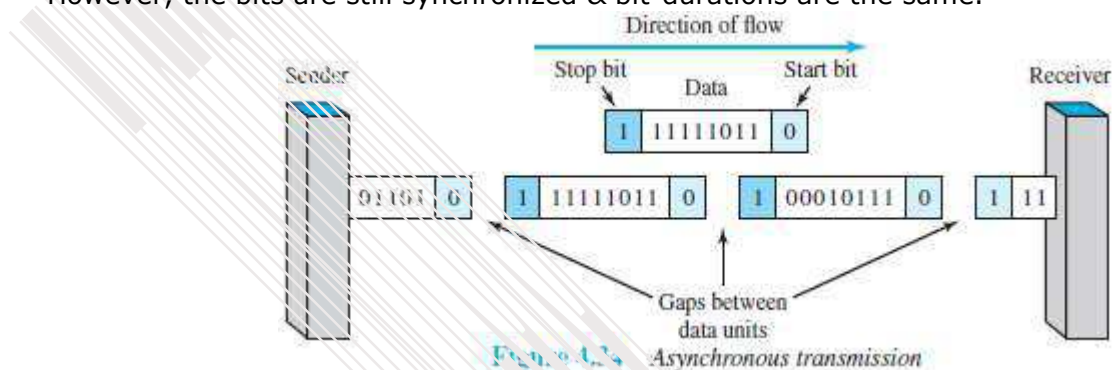 However, the bits are still synchronized & bit durations are the same.
Direction of flow
Sender
Stop bit
Data
Start bit
Receiver
1 11111011 0
01101 0
1 11111011 0
1 00010111 0
1 11
Gaps between
data units
Asynchronous transmission